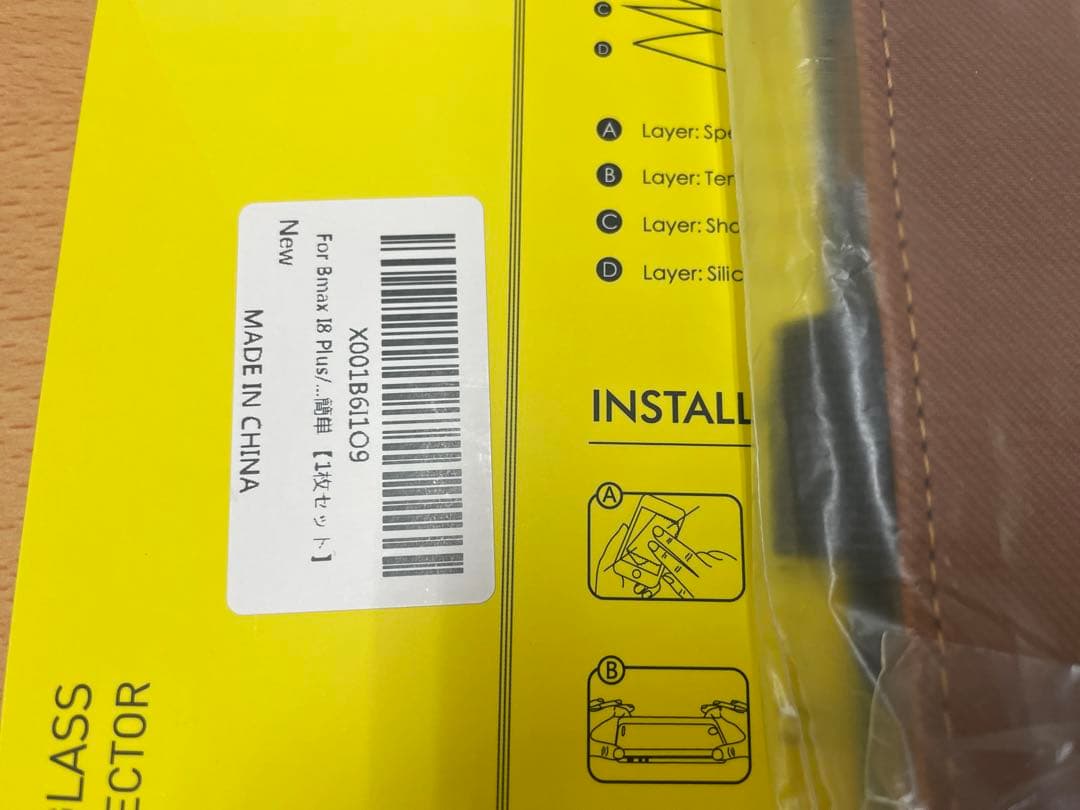 X001B6I1O9
For Bmax I8 Plus/...簡単【1枚セット】
New
MADE IN CHINA
C
D
A Layer: Spe
B Layer: Ter
C Layer: Sho
D Layer: Silic
INSTALL
A
B
GLASS
ECTOR